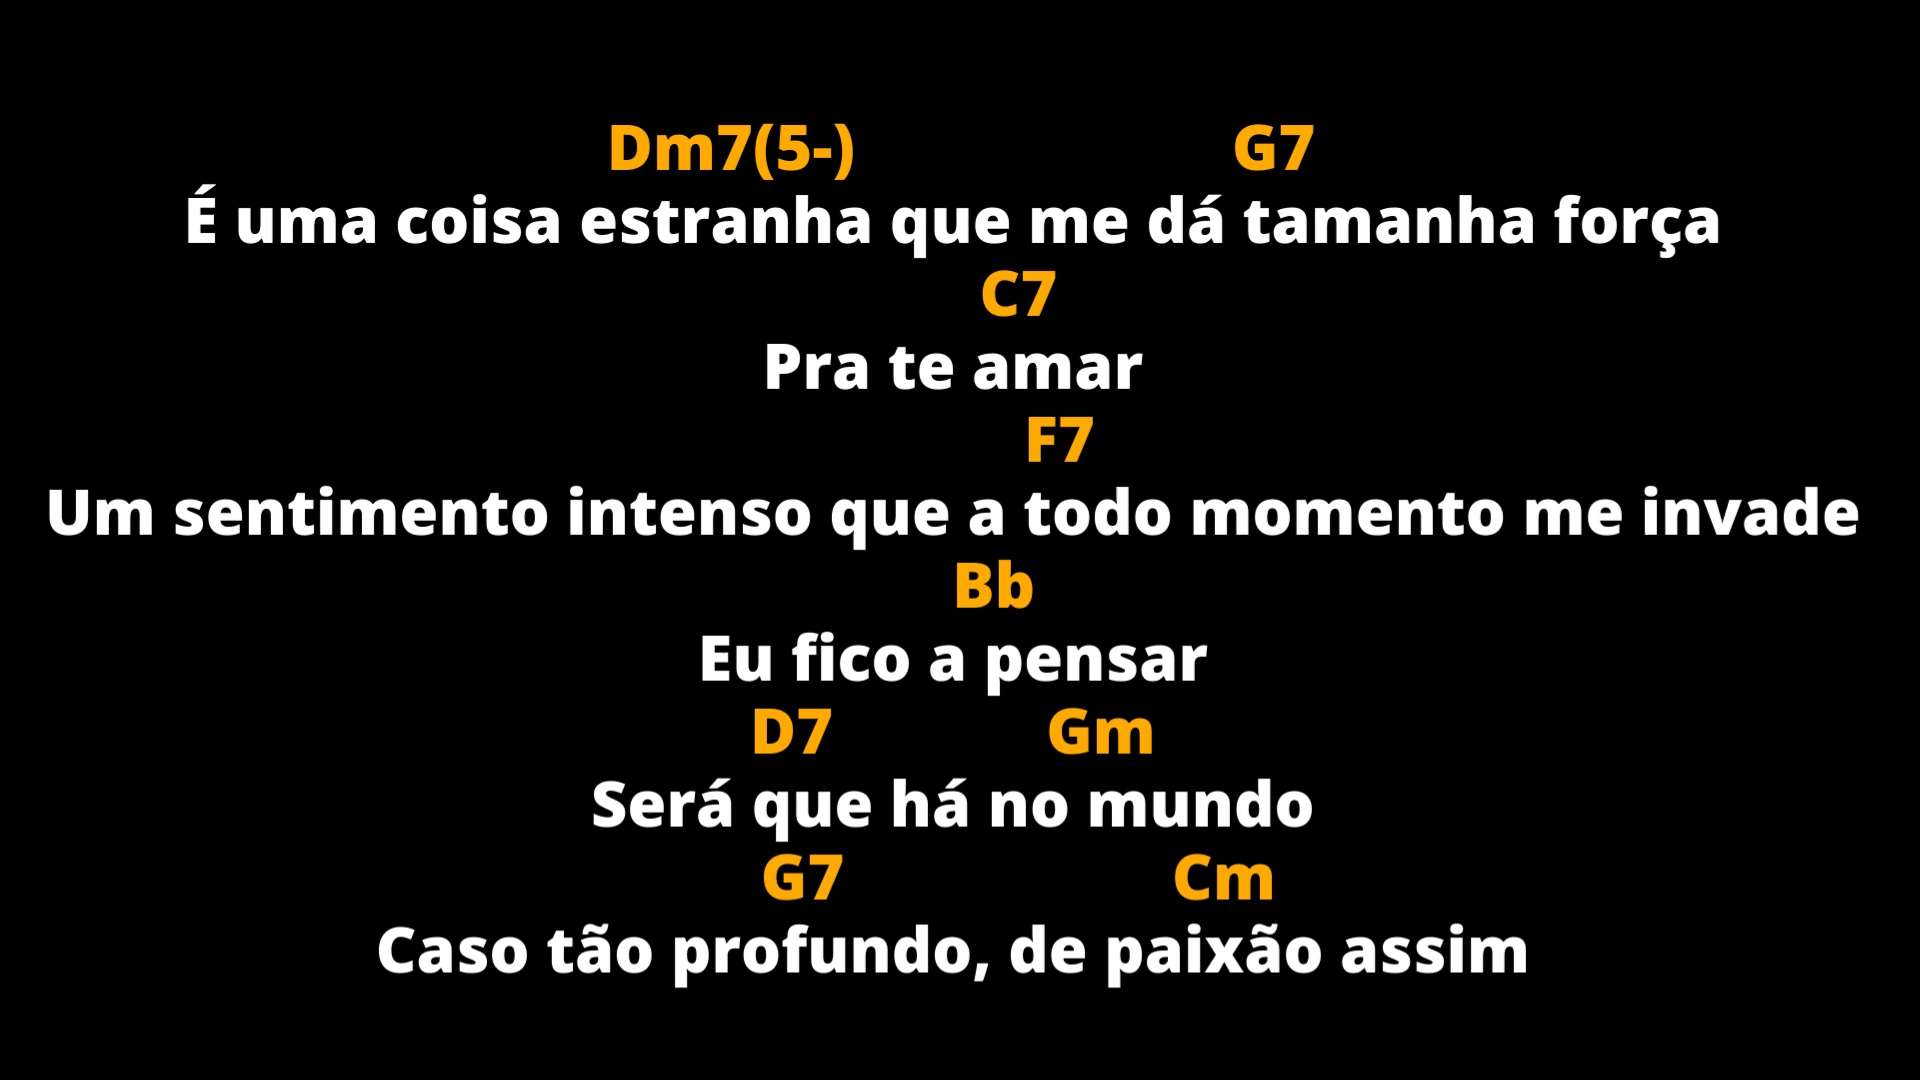 Dm7(5-) G7
É uma coisa estranha que me dá tamanha força
C7
Pra te amar
F7
Um sentimento intenso que a todo momento me invade
Bb
Eu fico a pensar
D7 Gm
Será que há no mundo
G7 Cm
Caso tão profundo, de paixão assim